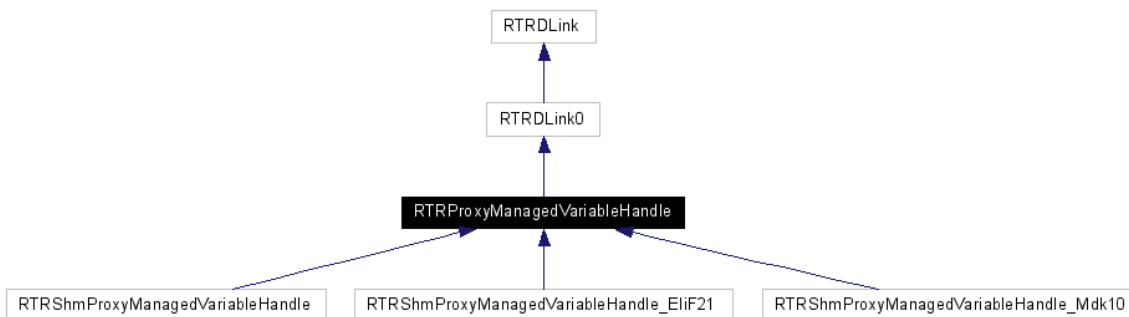 RTRDLink
RTRDLink0
RTRProxyManagedVariableHandle
RTRShmProxyManagedVariableHandle
RTRShmProxyManagedVariableHandle_EliF21
RTRShmProxyManagedVariableHandle_Mdk10